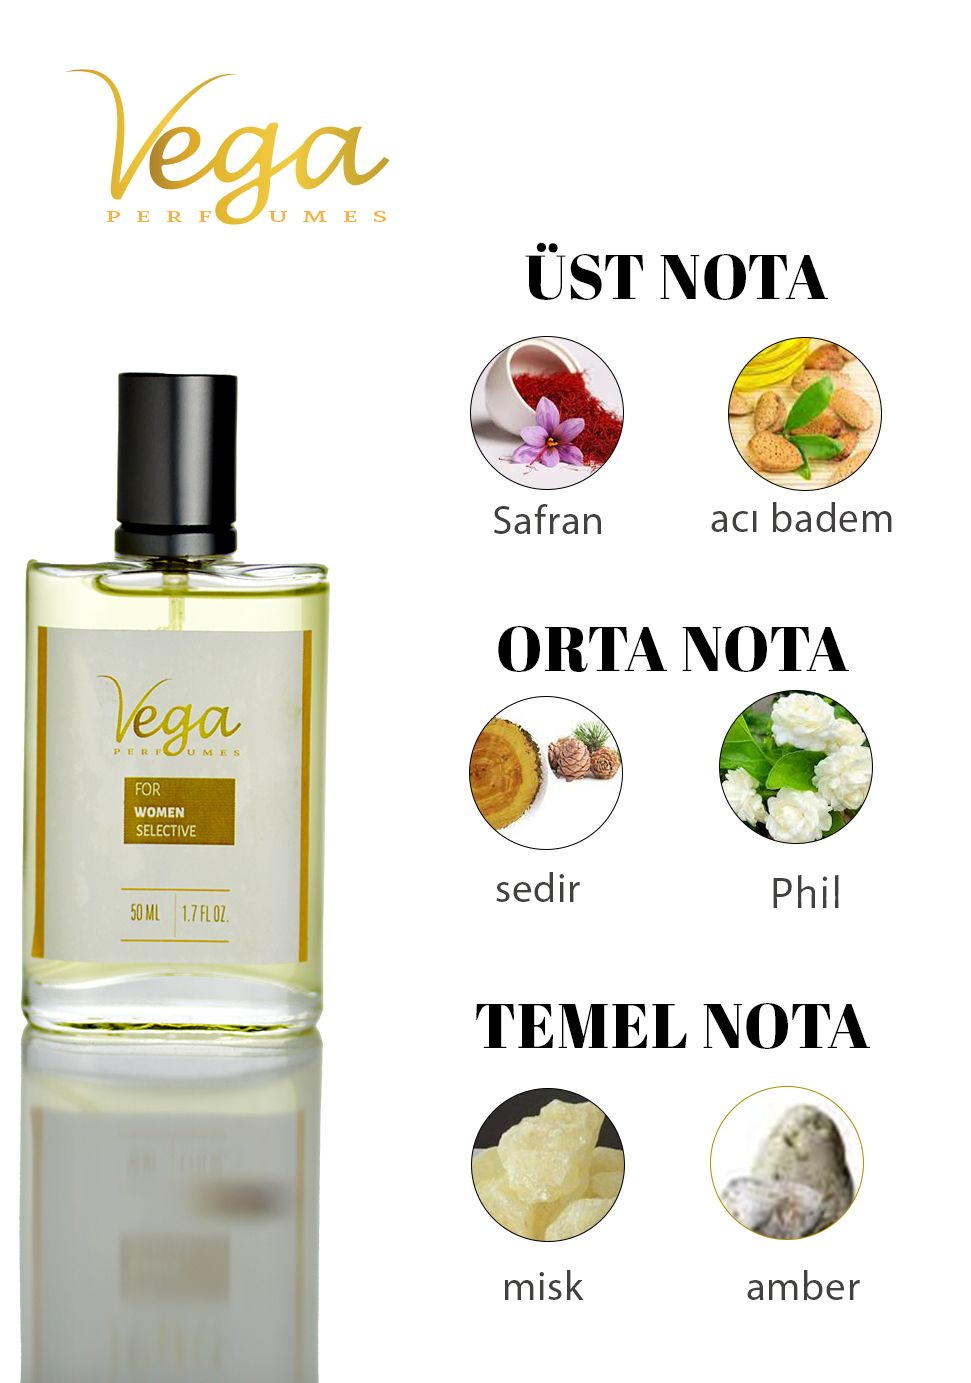 Vega
PERFUMES
ÜST NOTA
Safran
acı badem
ORTA NOTA
sedir
Phil
TEMEL NOTA
misk
amber
Vega
PERFUMES
FOR
WOMEN
SELECTIVE
50 ML
1.7 FL OZ.